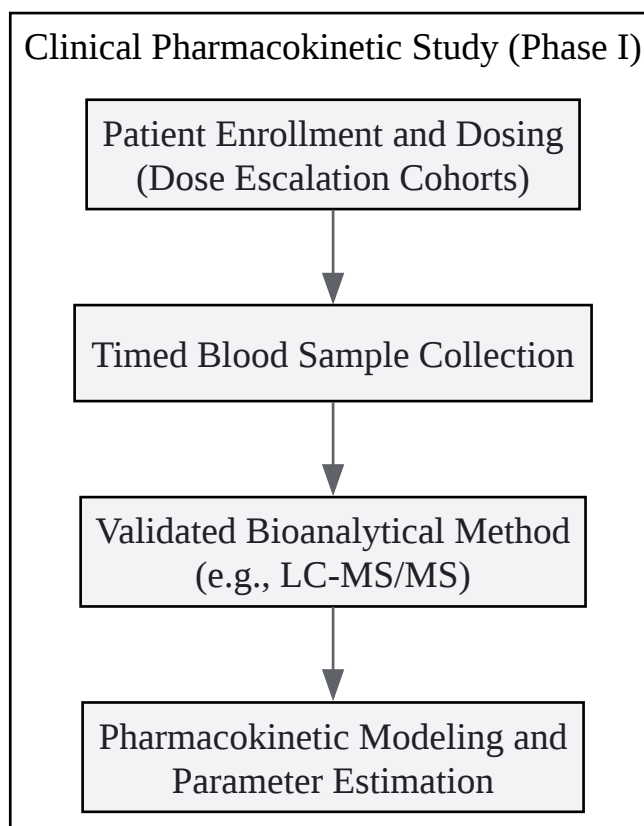 Clinical Pharmacokinetic Study (Phase I)
Patient Enrollment and Dosing
(Dose Escalation Cohorts)
Timed Blood Sample Collection
Validated Bioanalytical Method
(e.g., LC-MS/MS)
Pharmacokinetic Modeling and
Parameter Estimation